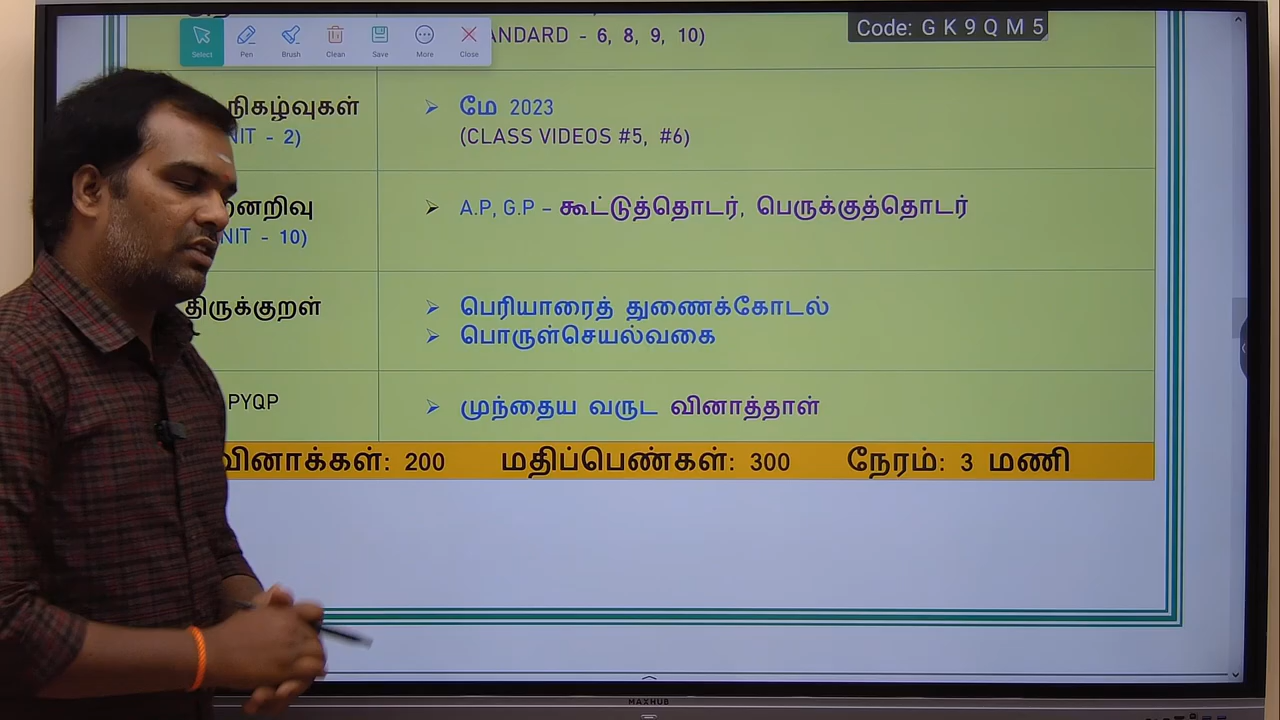 Code: G K 9 Q M 5
ANDARD - 6, 8, 9, 10)
Select Pen Brush Clean Save More Close
நிகழ்வுகள்
NIT - 2)
➢ மே 2023
(CLASS VIDEOS #5, #6)
னறிவு
NIT - 10)
➢ A.P, G.P – கூட்டுத்தொடர், பெருக்குத்தொடர்
திருக்குறள்
➢ பெரியாரைத் துணைக்கோடல்
➢ பொருள்செயல்வகை
PYQP
➢ முந்தைய வருட வினாத்தாள்
வினாக்கள்: 200 மதிப்பெண்கள்: 300 நேரம்: 3 மணி
MAXHUB